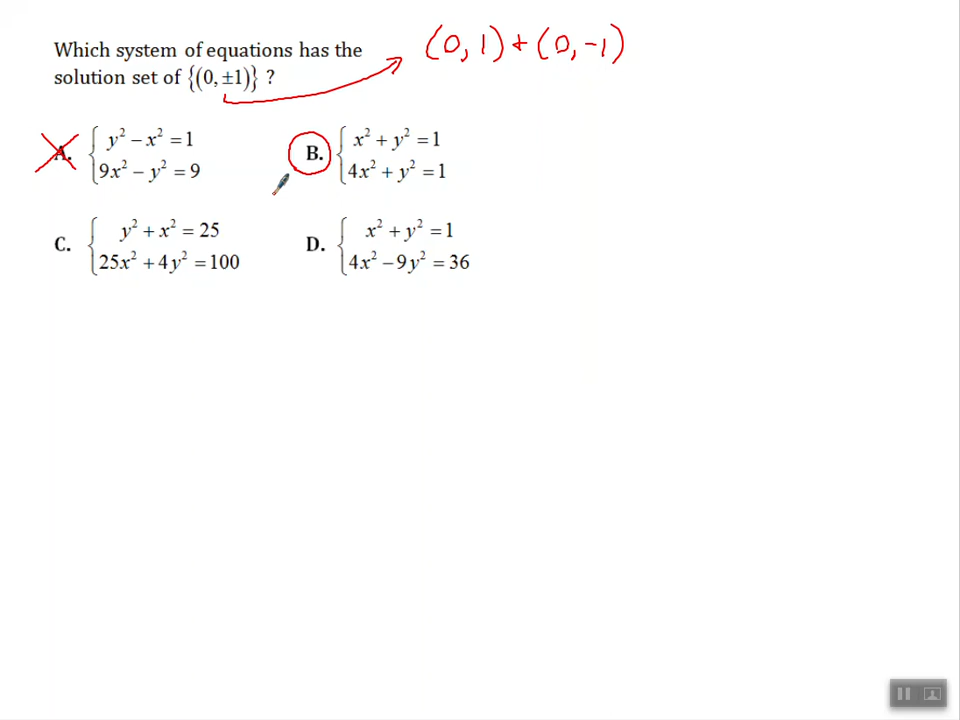 Which system of equations has the
solution set of {(0, ±1)} ?
(0, 1) + (0, -1)
A. { y² − x² = 1
9x² − y² = 9
B. { x² + y² = 1
4x² + y² = 1
C. { y² + x² = 25
25x² + 4y² = 100
D. { x² + y² = 1
4x² − 9y² = 36